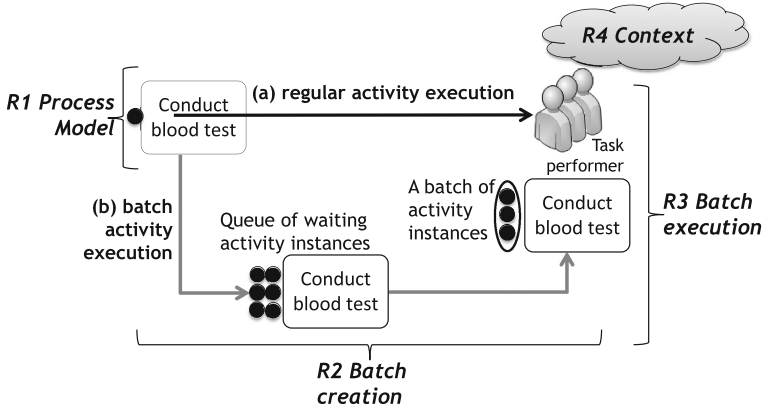 R4 Context
R1 Process
Model
Conduct
blood test
(a) regular activity execution
Task
performer
(b) batch
activity
execution
Queue of waiting
activity instances
Conduct
blood test
A batch of
activity
instances
Conduct
blood test
R3 Batch
execution
R2 Batch
creation